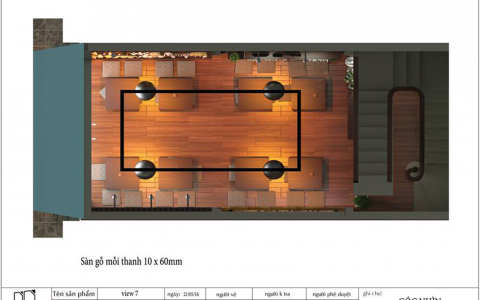 Sàn gỗ mỗi thanh 10 x 60mm
Tên sản phẩm view 7 ngày: 21/05/16 người vẽ người k tra người phê duyệt ghi chú: